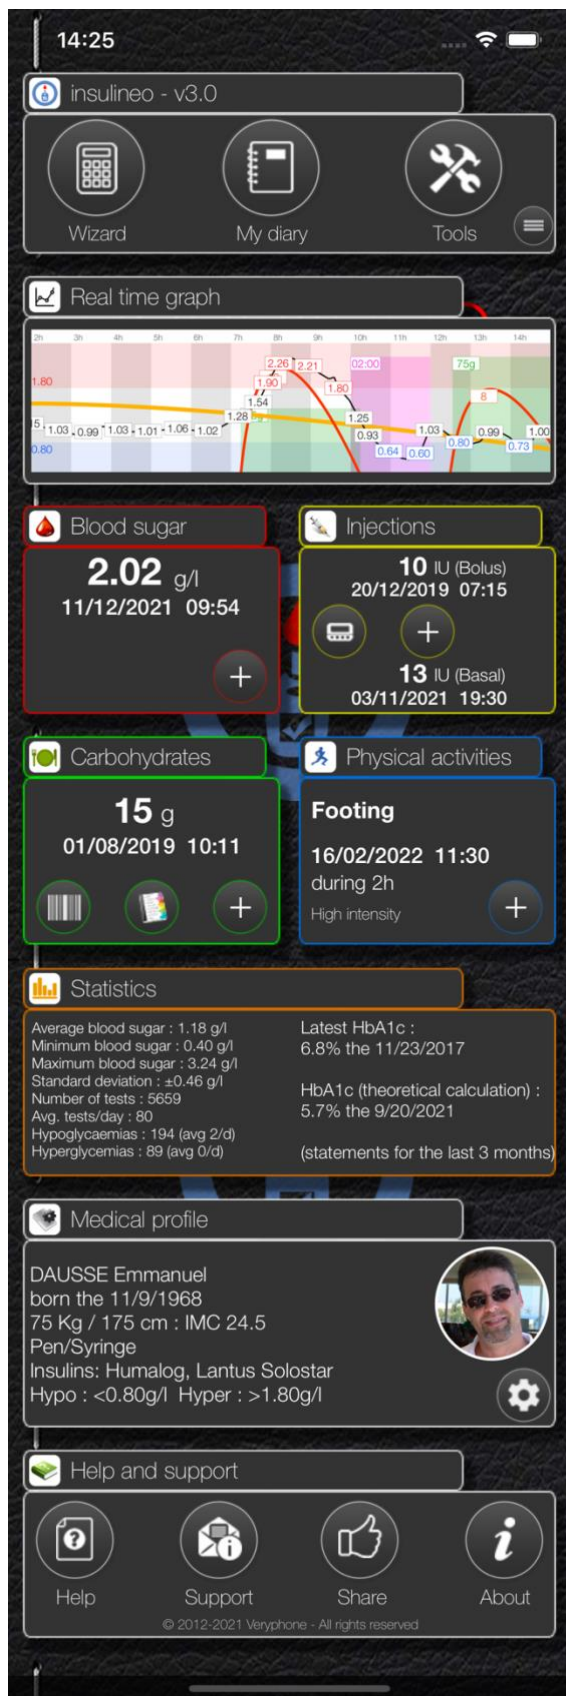 14:25
insulineo - v3.0
Wizard
My diary
Tools
Real time graph
2h 3h 4h 5h 6h 7h 8h 9h 10h 11h 12h 13h 14h
2.26 2.21 02:00 75g
1.80 1.90 1.80 8
1.54
1.28 1.25
1.03 0.99 1.03 1.01 1.06 1.02 0.93 1.03 0.99 1.00
0.80 0.64 0.60 0.80 0.73
Blood sugar
2.02 g/l
11/12/2021 09:54
Injections
10 IU (Bolus)
20/12/2019 07:15
13 IU (Basal)
03/11/2021 19:30
Carbohydrates
15 g
01/08/2019 10:11
Physical activities
Footing
16/02/2022 11:30
during 2h
High intensity
Statistics
Average blood sugar : 1.18 g/l
Minimum blood sugar : 0.40 g/l
Maximum blood sugar : 3.24 g/l
Standard deviation : ±0.46 g/l
Number of tests : 5659
Avg. tests/day : 80
Hypoglycaemias : 194 (avg 2/d)
Hyperglycemias : 89 (avg 0/d)
Latest HbA1c :
6.8% the 11/23/2017
HbA1c (theoretical calculation) :
5.7% the 9/20/2021
(statements for the last 3 months)
Medical profile
DAUSSE Emmanuel
born the 11/9/1968
75 Kg / 175 cm : IMC 24.5
Pen/Syringe
Insulins: Humalog, Lantus Solostar
Hypo : <0.80g/l Hyper : >1.80g/l
Help and support
Help
Support
Share
About
© 2012-2021 Veryphone - All rights reserved